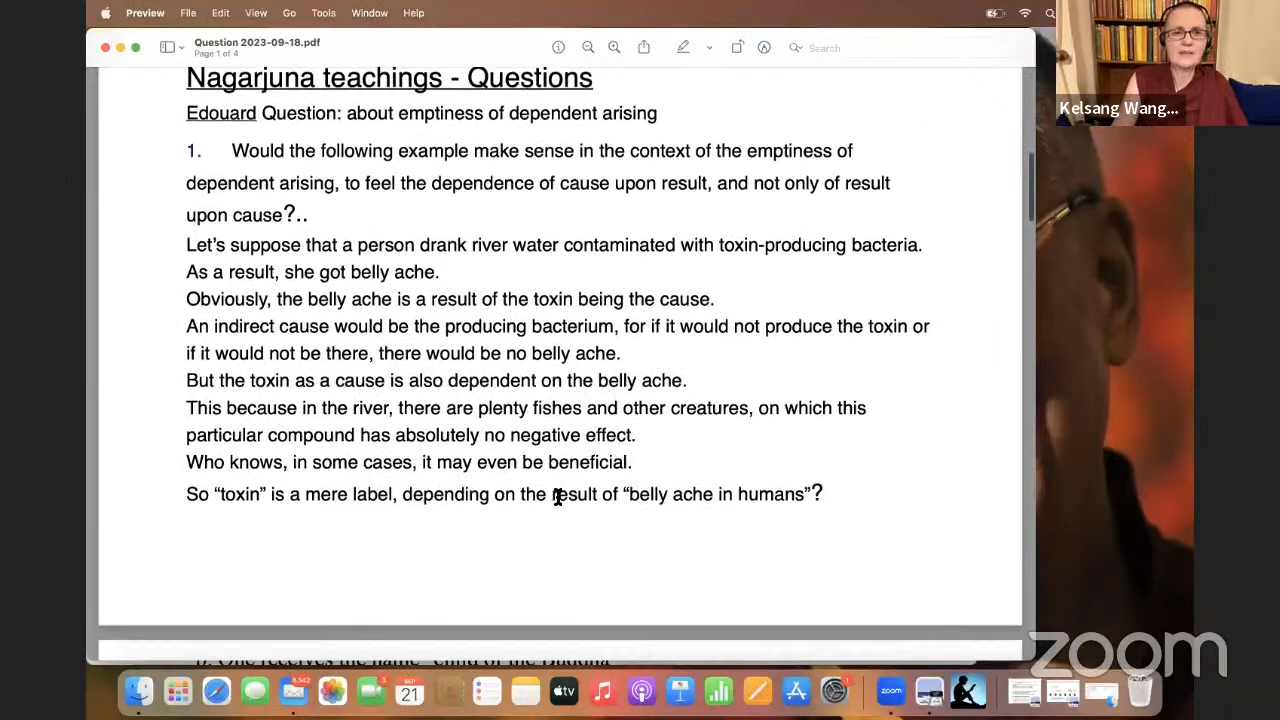 Preview File Edit View Go Tools Window Help
Question 2023-09-18.pdf
Page 1 of 4
Search
Kelsang Wang...
Nagarjuna teachings - Questions
Edouard Question: about emptiness of dependent arising
1. Would the following example make sense in the context of the emptiness of
dependent arising, to feel the dependence of cause upon result, and not only of result
upon cause?..
Let's suppose that a person drank river water contaminated with toxin-producing bacteria.
As a result, she got belly ache.
Obviously, the belly ache is a result of the toxin being the cause.
An indirect cause would be the producing bacterium, for if it would not produce the toxin or
if it would not be there, there would be no belly ache.
But the toxin as a cause is also dependent on the belly ache.
This because in the river, there are plenty fishes and other creatures, on which this
particular compound has absolutely no negative effect.
Who knows, in some cases, it may even be beneficial.
So “toxin” is a mere label, depending on the result of “belly ache in humans”?
zoom
SEP
21
tv
zoom